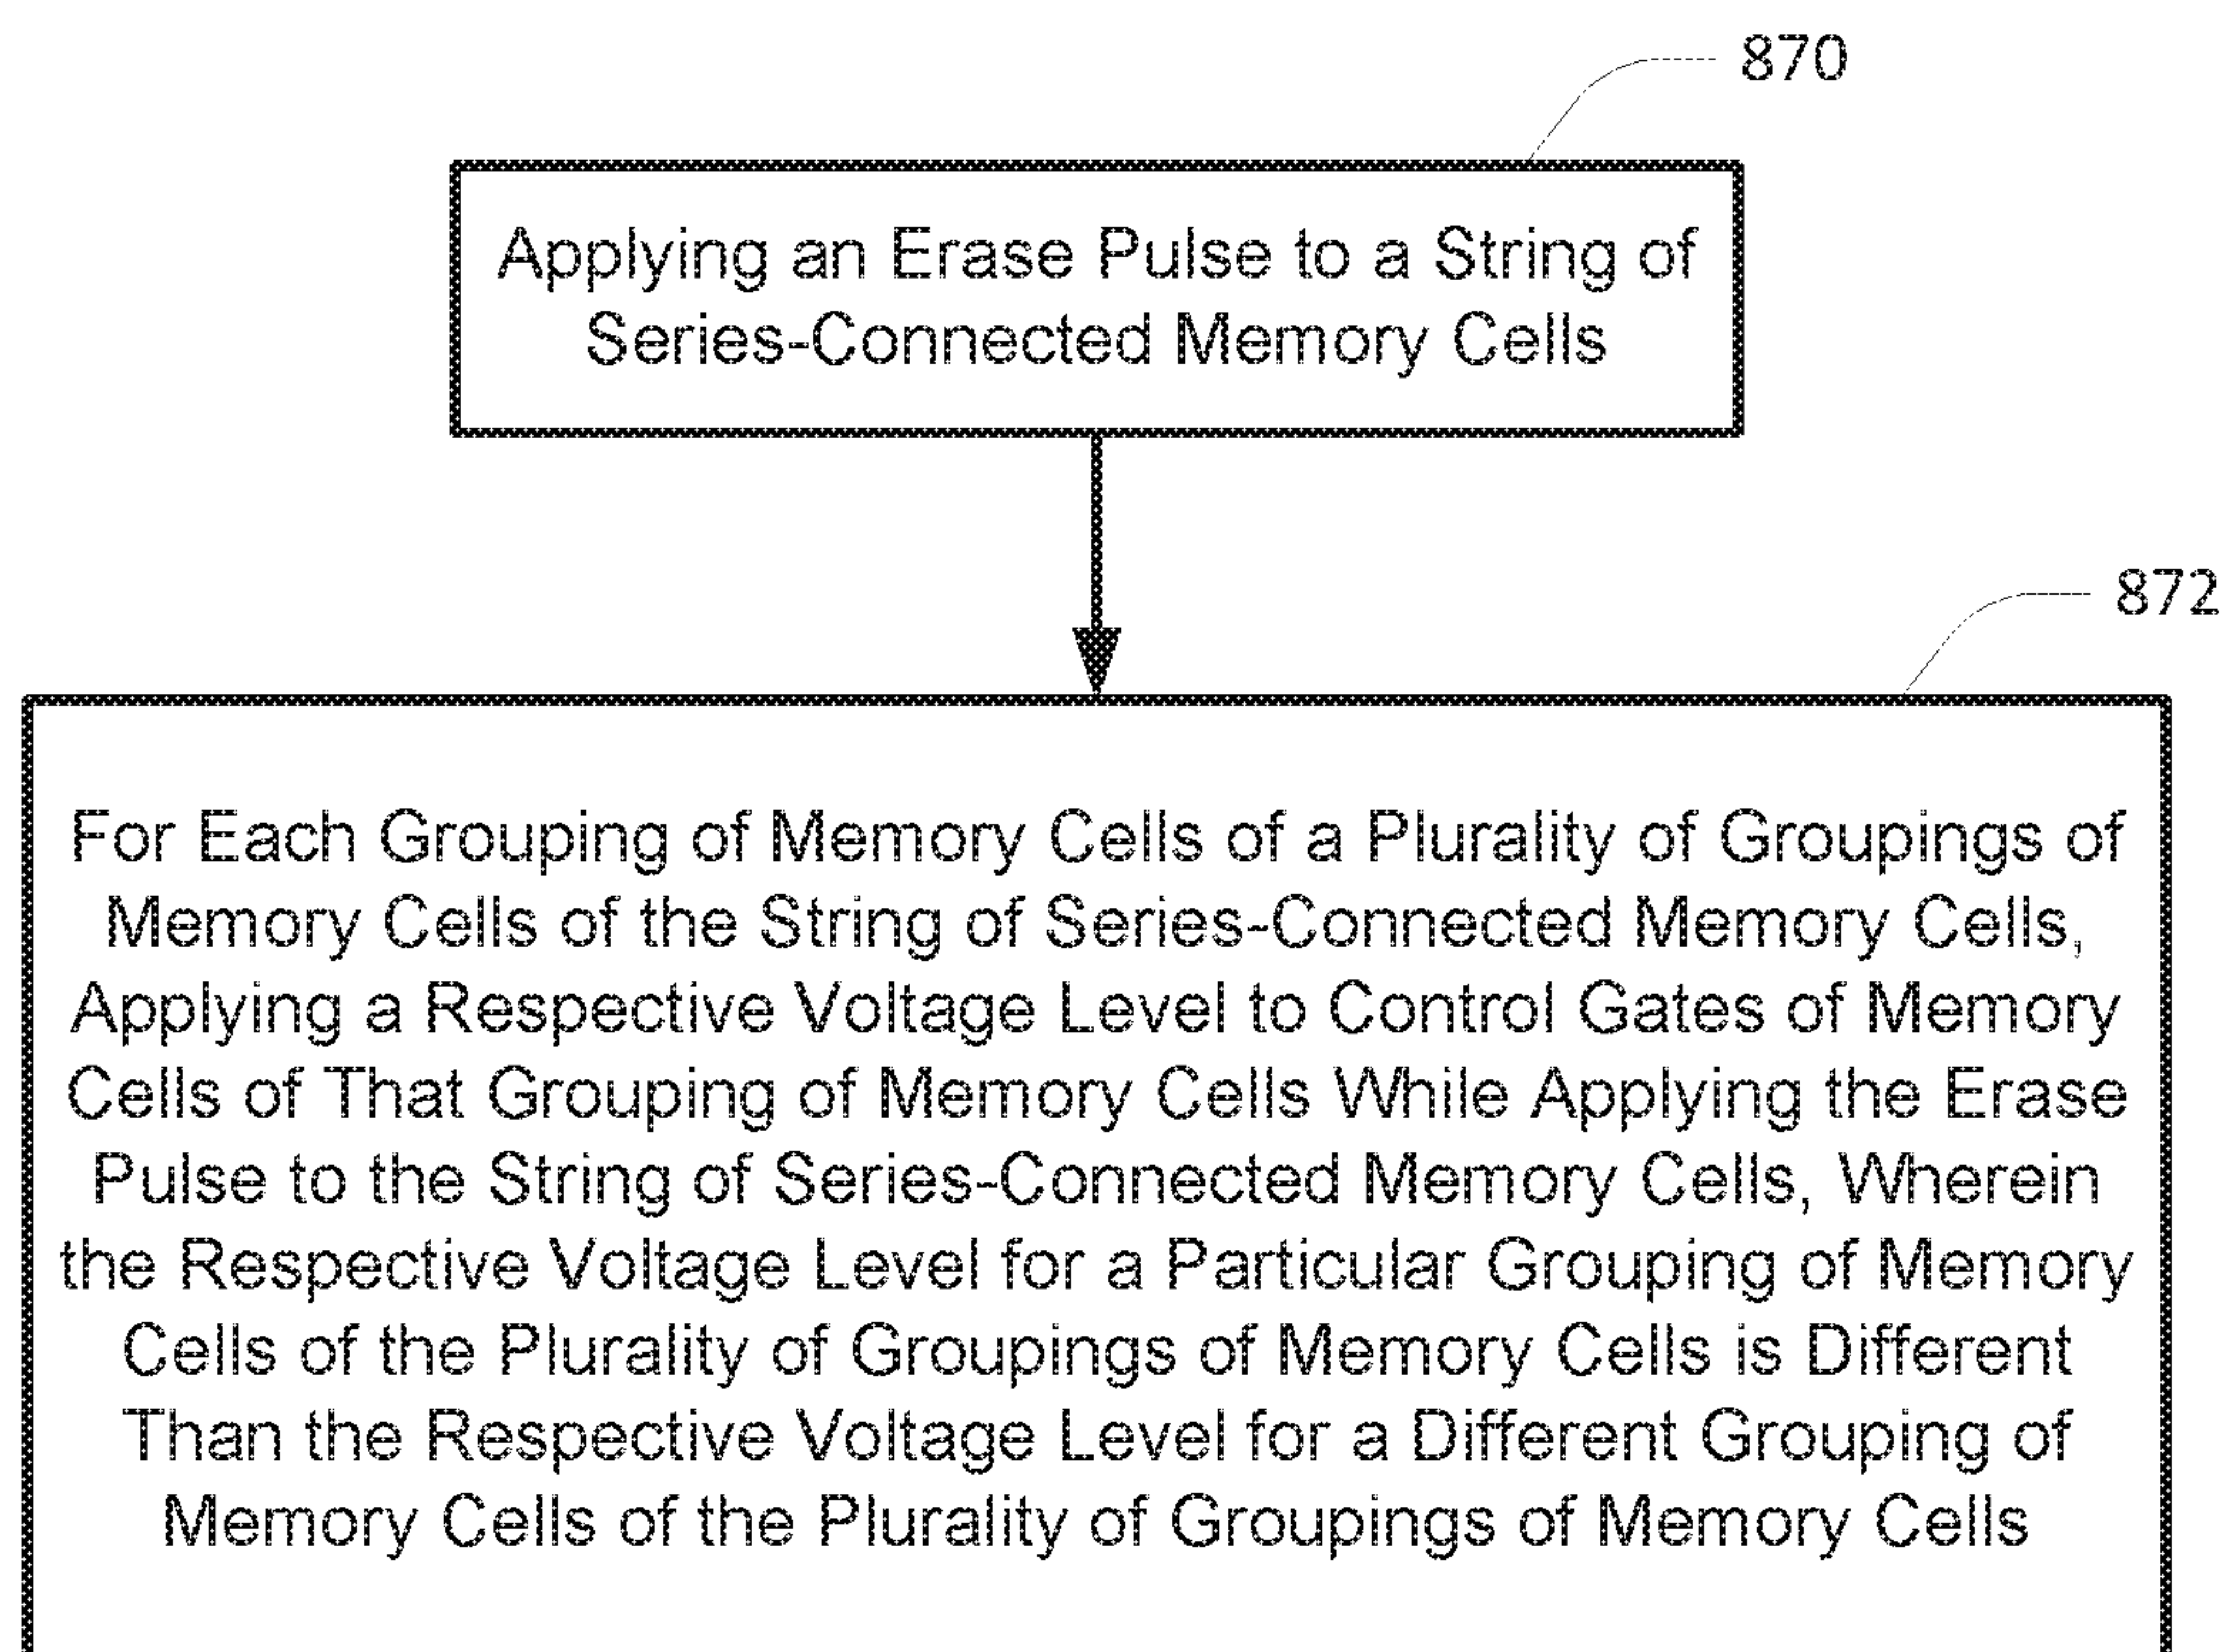 870
Applying an Erase Pulse to a String of
Series-Connected Memory Cells
872
For Each Grouping of Memory Cells of a Plurality of Groupings of
Memory Cells of the String of Series-Connected Memory Cells,
Applying a Respective Voltage Level to Control Gates of Memory
Cells of That Grouping of Memory Cells While Applying the Erase
Pulse to the String of Series-Connected Memory Cells, Wherein
the Respective Voltage Level for a Particular Grouping of Memory
Cells of the Plurality of Groupings of Memory Cells is Different
Than the Respective Voltage Level for a Different Grouping of
Memory Cells of the Plurality of Groupings of Memory Cells